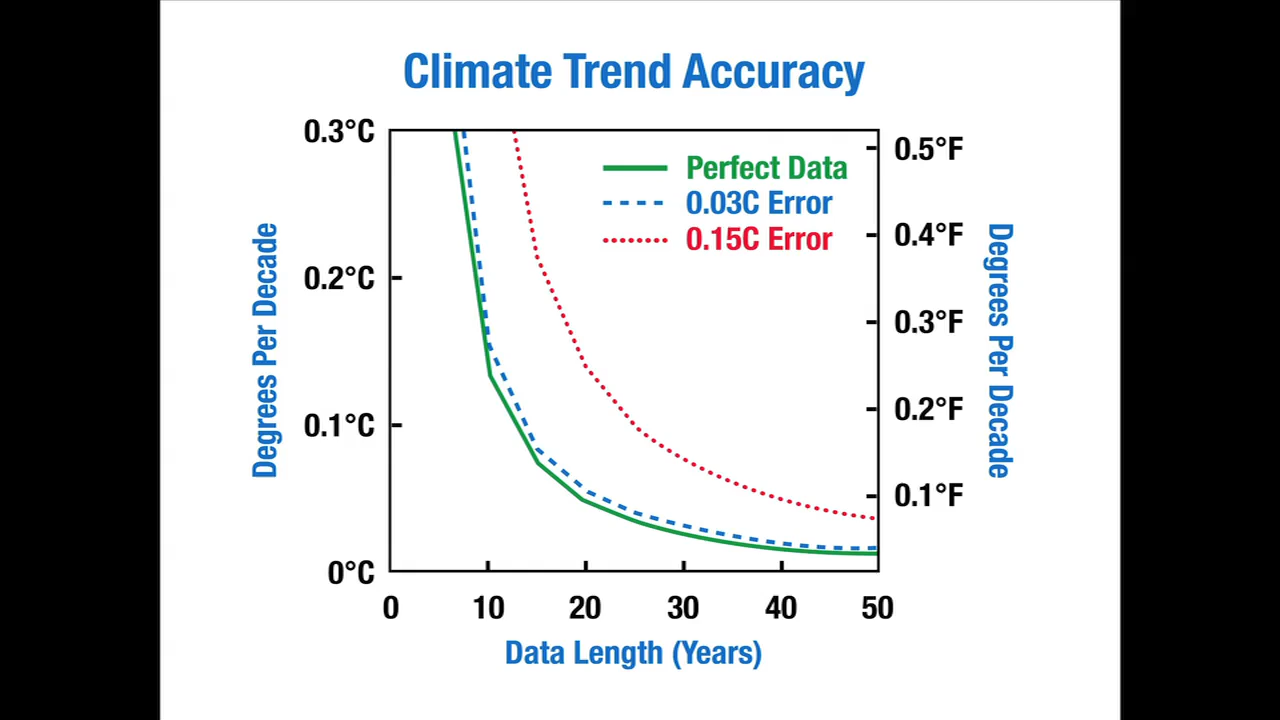 Climate Trend Accuracy
0.3°C
0.2°C
0.1°C
0°C
Degrees Per Decade
Perfect Data
0.03C Error
0.15C Error
0.5°F
0.4°F
0.3°F
0.2°F
0.1°F
Degrees Per Decade
0 10 20 30 40 50
Data Length (Years)